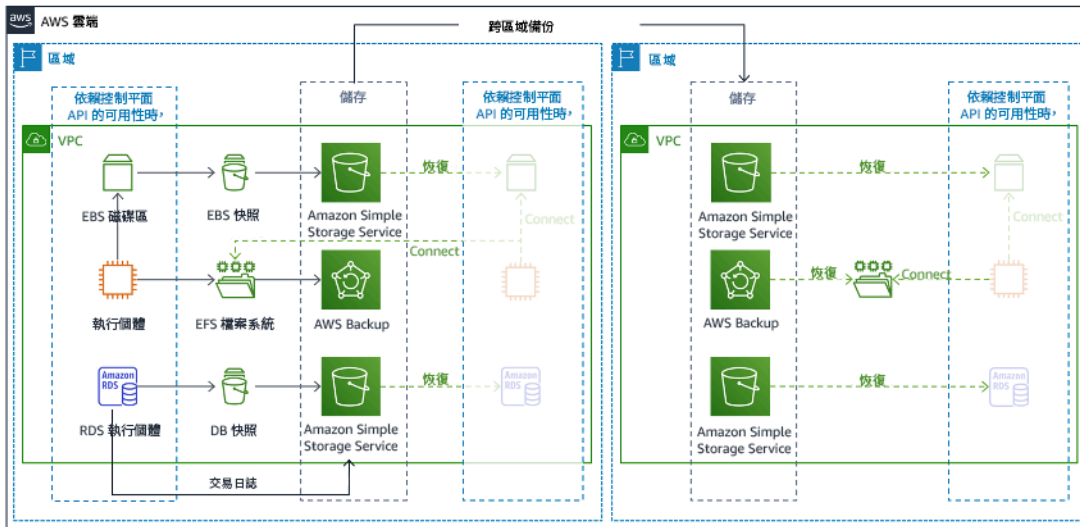 aws
AWS 雲端
跨區域備份
區域
依賴控制平面
API 的可用性時，
儲存
依賴控制平面
API 的可用性時，
VPC
EBS 磁碟區
EBS 快照
Amazon Simple
Storage Service
恢復
Connect
Connect
執行個體
EFS 檔案系統
AWS Backup
Amazon
RDS
RDS 執行個體
DB 快照
Amazon Simple
Storage Service
恢復
Amazon
RDS
交易日誌
區域
儲存
依賴控制平面
API 的可用性時，
VPC
Amazon Simple
Storage Service
恢復
Connect
AWS Backup
恢復
Connect
Amazon Simple
Storage Service
恢復
Amazon
RDS